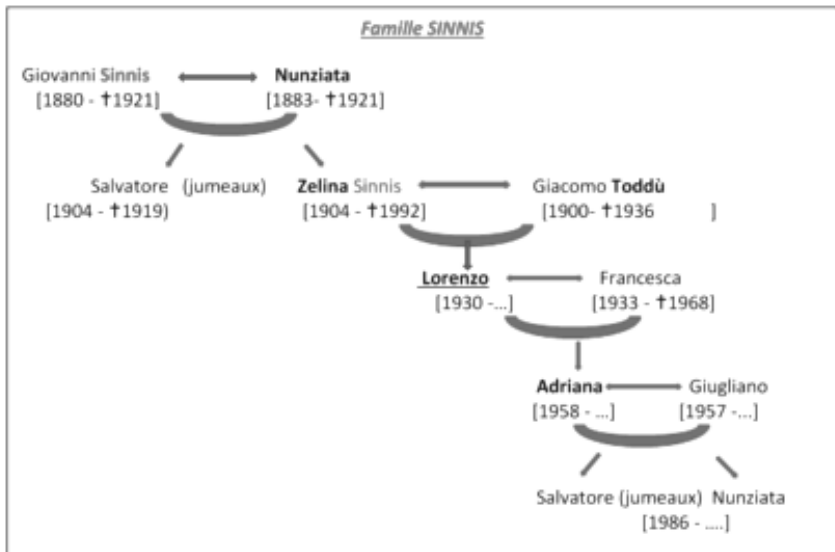 Famille SINNIS
Giovanni Sinnis Nunziata
[1880 - †1921] [1883- †1921]
Salvatore (jumeaux) Zelina Sinnis Giacomo Toddù
[1904 - †1919) [1904 - †1992] [1900- †1936 ]
Lorenzo Francesca
[1930 -...] [1933 - †1968]
Adriana Giugliano
[1958 - ...] [1957 -...]
Salvatore (jumeaux) Nunziata
[1986 - ....]